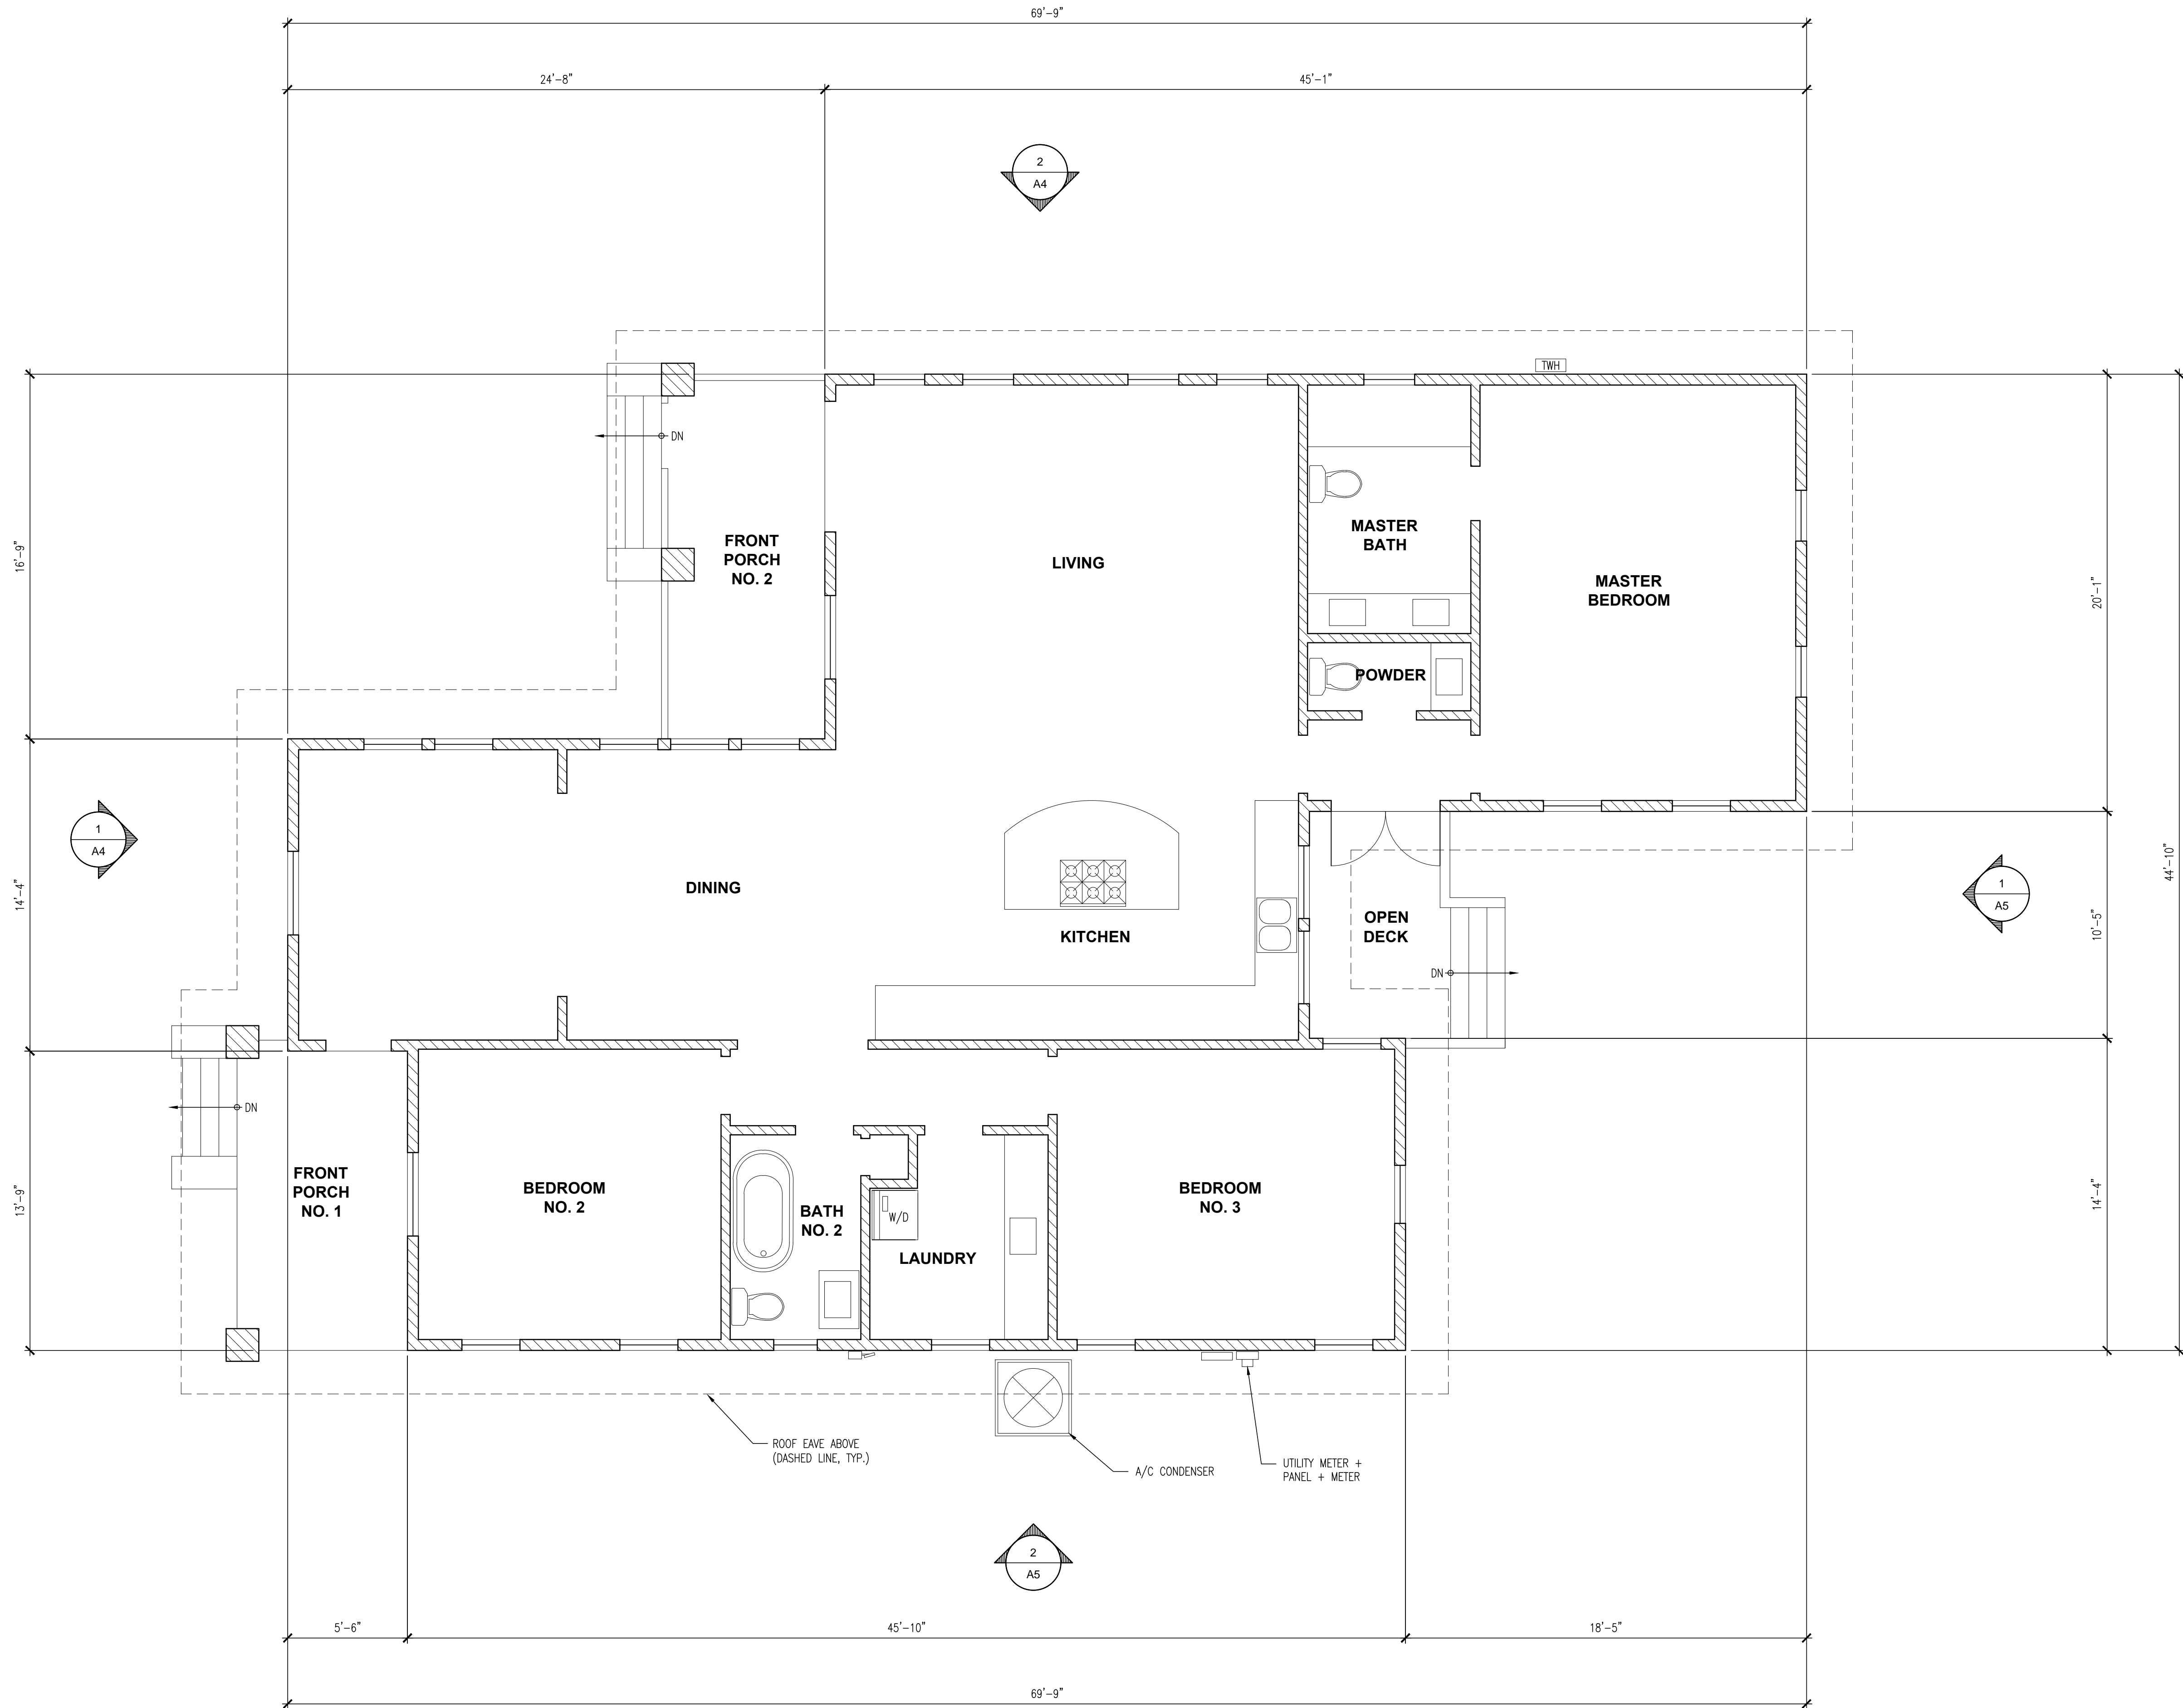 69'-9"
24'-8"
45'-1"
2
A4
TWH
DN
FRONT
PORCH
NO. 2
LIVING
MASTER
BATH
MASTER
BEDROOM
16'-9"
20'-1"
POWDER
1
A4
14'-4"
DINING
KITCHEN
OPEN
DECK
DN
1
A5
10'-5"
44'-10"
DN
FRONT
PORCH
NO. 1
13'-9"
BEDROOM
NO. 2
BATH
NO. 2
W/D
LAUNDRY
BEDROOM
NO. 3
14'-4"
ROOF EAVE ABOVE
(DASHED LINE, TYP.)
A/C CONDENSER
UTILITY METER +
PANEL + METER
2
A5
5'-6"
45'-10"
18'-5"
69'-9"